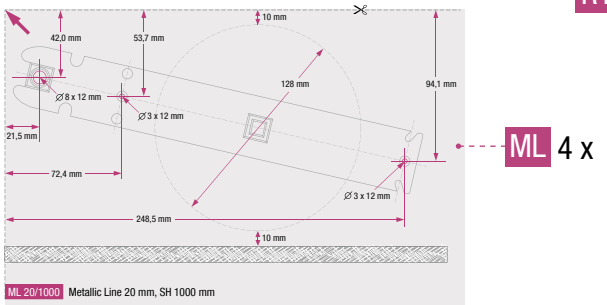 10 mm
42,0 mm
53,7 mm
94,1 mm
128 mm
Ø 8 x 12 mm
Ø 3 x 12 mm
21,5 mm
ML 4 x
72,4 mm
Ø 3 x 12 mm
248,5 mm
10 mm
ML 20/1000 Metallic Line 20 mm, SH 1000 mm